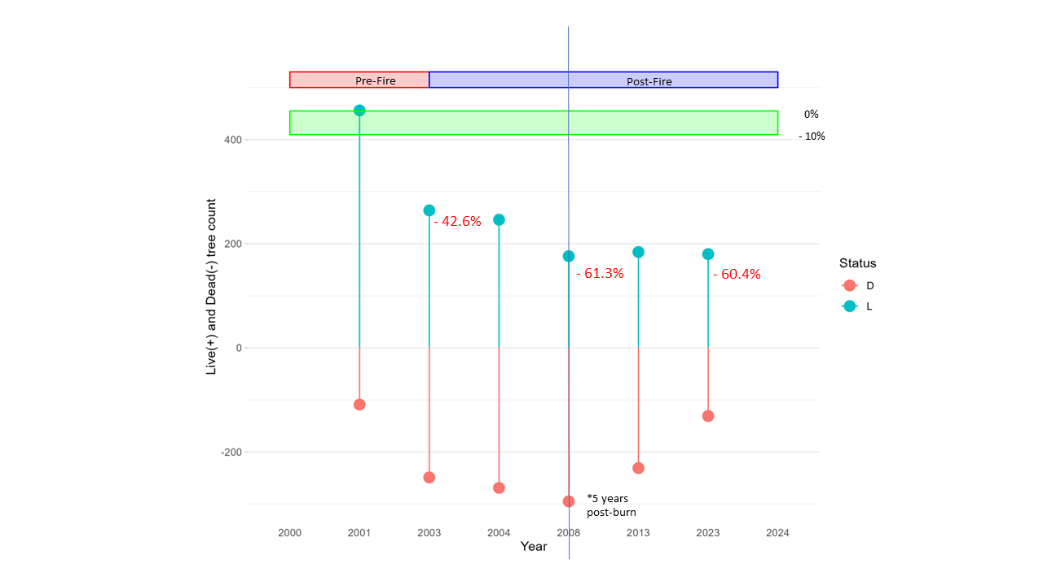 Pre-Fire
Post-Fire
0%
- 10%
400
200
0
-200
Live(+) and Dead(-) tree count
- 42.6%
- 61.3%
- 60.4%
*5 years
post-burn
Status
D
L
2000
2001
2003
2004
2008
2013
2023
2024
Year